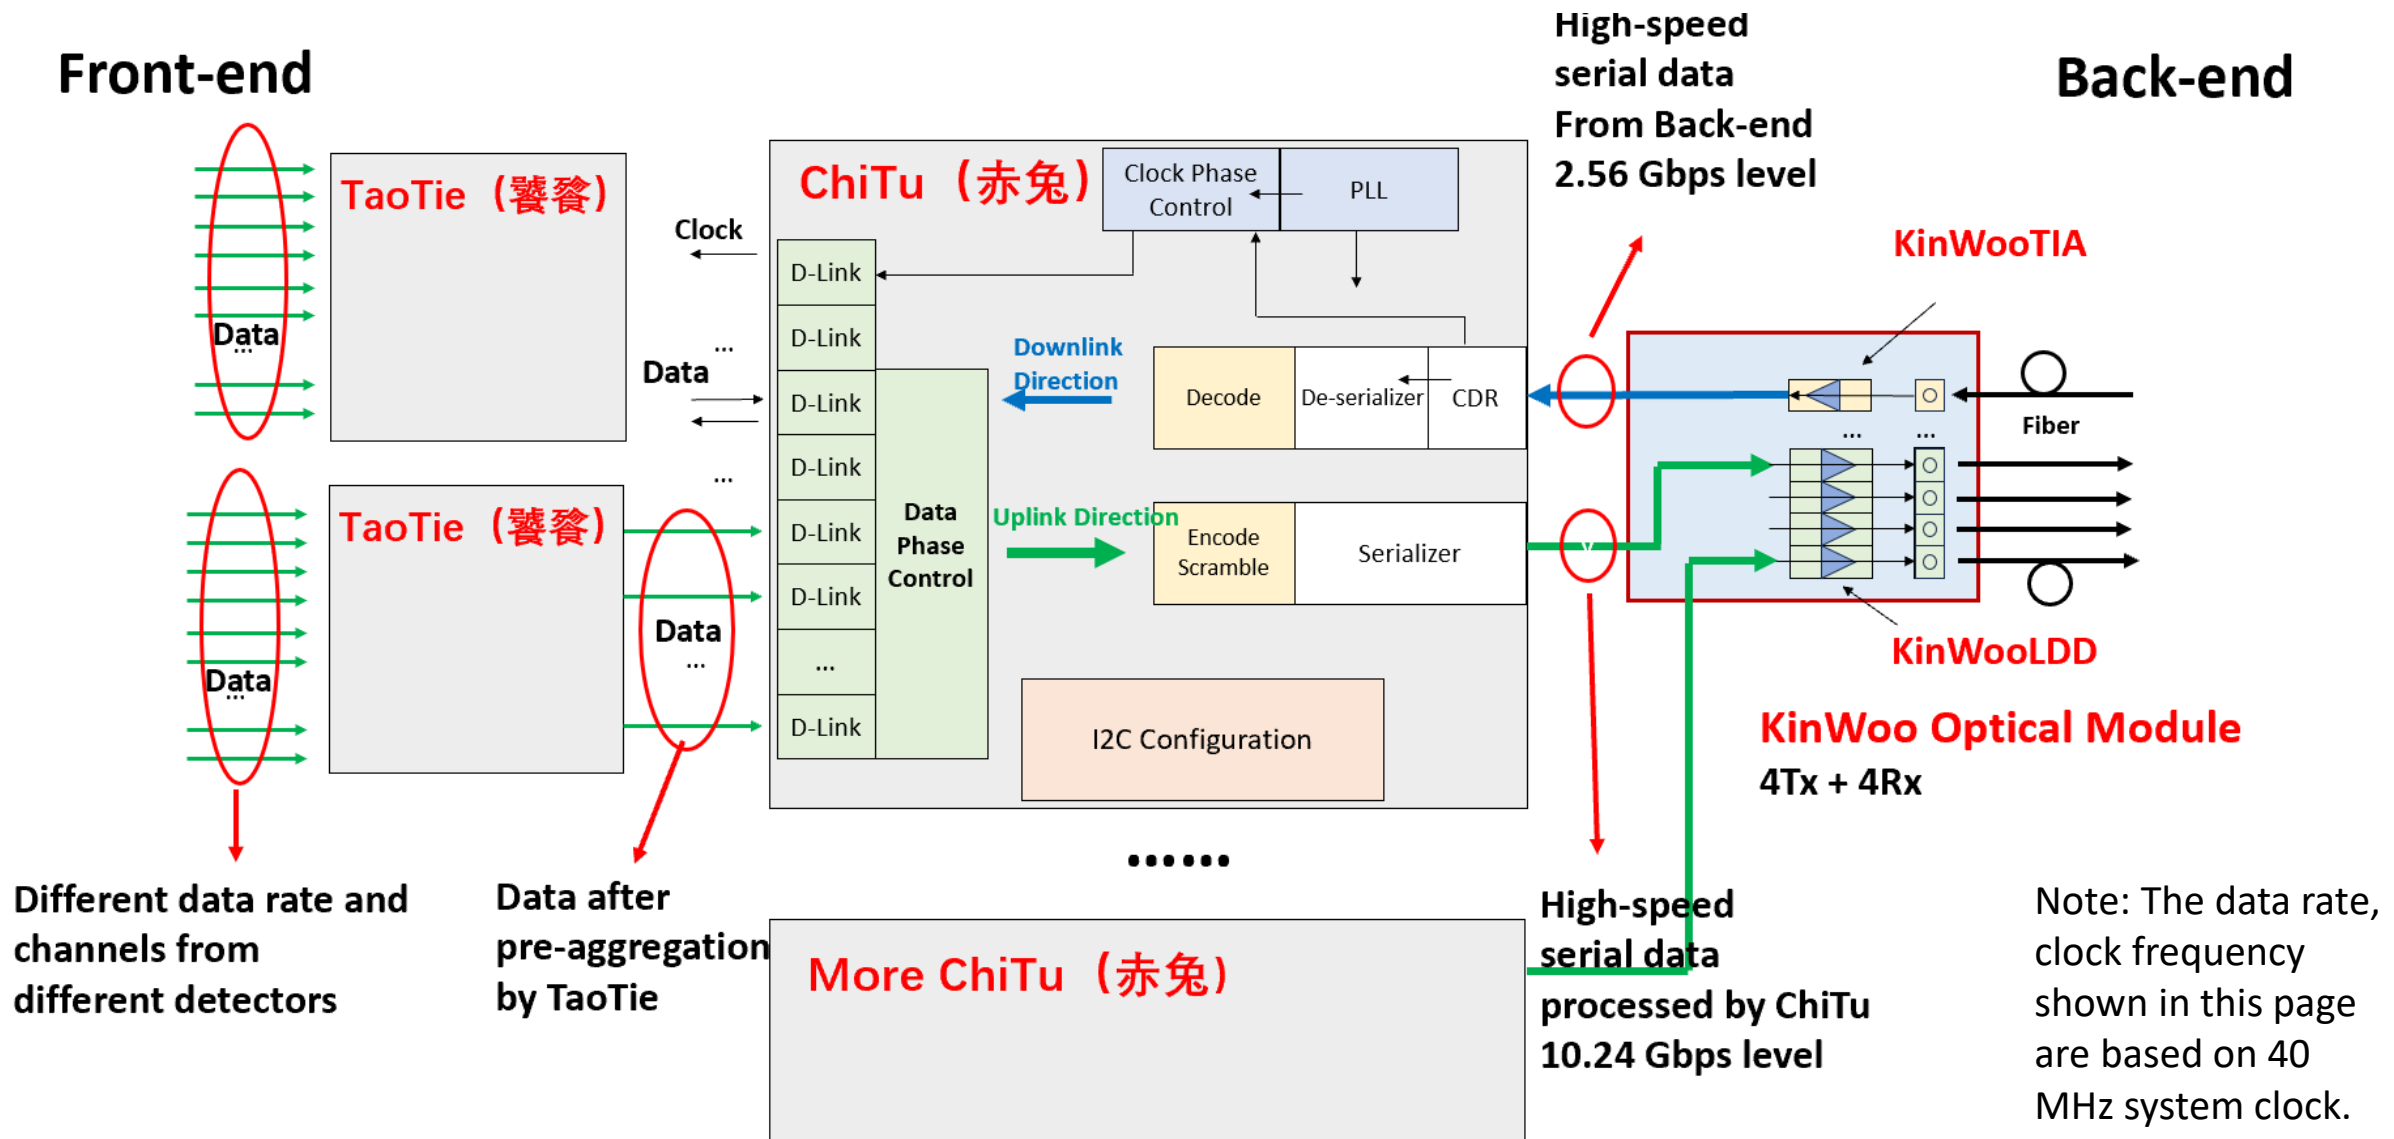 Front-end
Back-end
High-speed
serial data
From Back-end
2.56 Gbps level
TaoTie（饕餮）
Data
...
TaoTie（饕餮）
Data
...
Clock
...
Data
...
Data
...
ChiTu（赤兔）
Clock Phase
Control
PLL
D-Link
D-Link
D-Link
D-Link
D-Link
D-Link
...
D-Link
Data
Phase
Control
Downlink
Direction
Decode
De-serializer
CDR
Uplink Direction
Encode
Scramble
Serializer
I2C Configuration
V
KinWooTIA
...
...
Fiber
KinWooLDD
KinWoo Optical Module
4Tx + 4Rx
......
More ChiTu（赤兔）
Different data rate and
channels from
different detectors
Data after
pre-aggregation
by TaoTie
High-speed
serial data
processed by ChiTu
10.24 Gbps level
Note: The data rate,
clock frequency
shown in this page
are based on 40
MHz system clock.